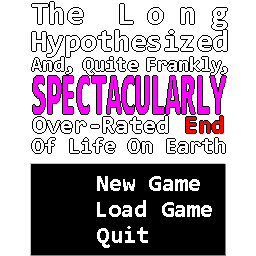 The Long
Hypothesized
And, Quite Frankly,
SPECTACULARLY
Over-Rated End
Of Life On Earth
New Game
Load Game
Quit